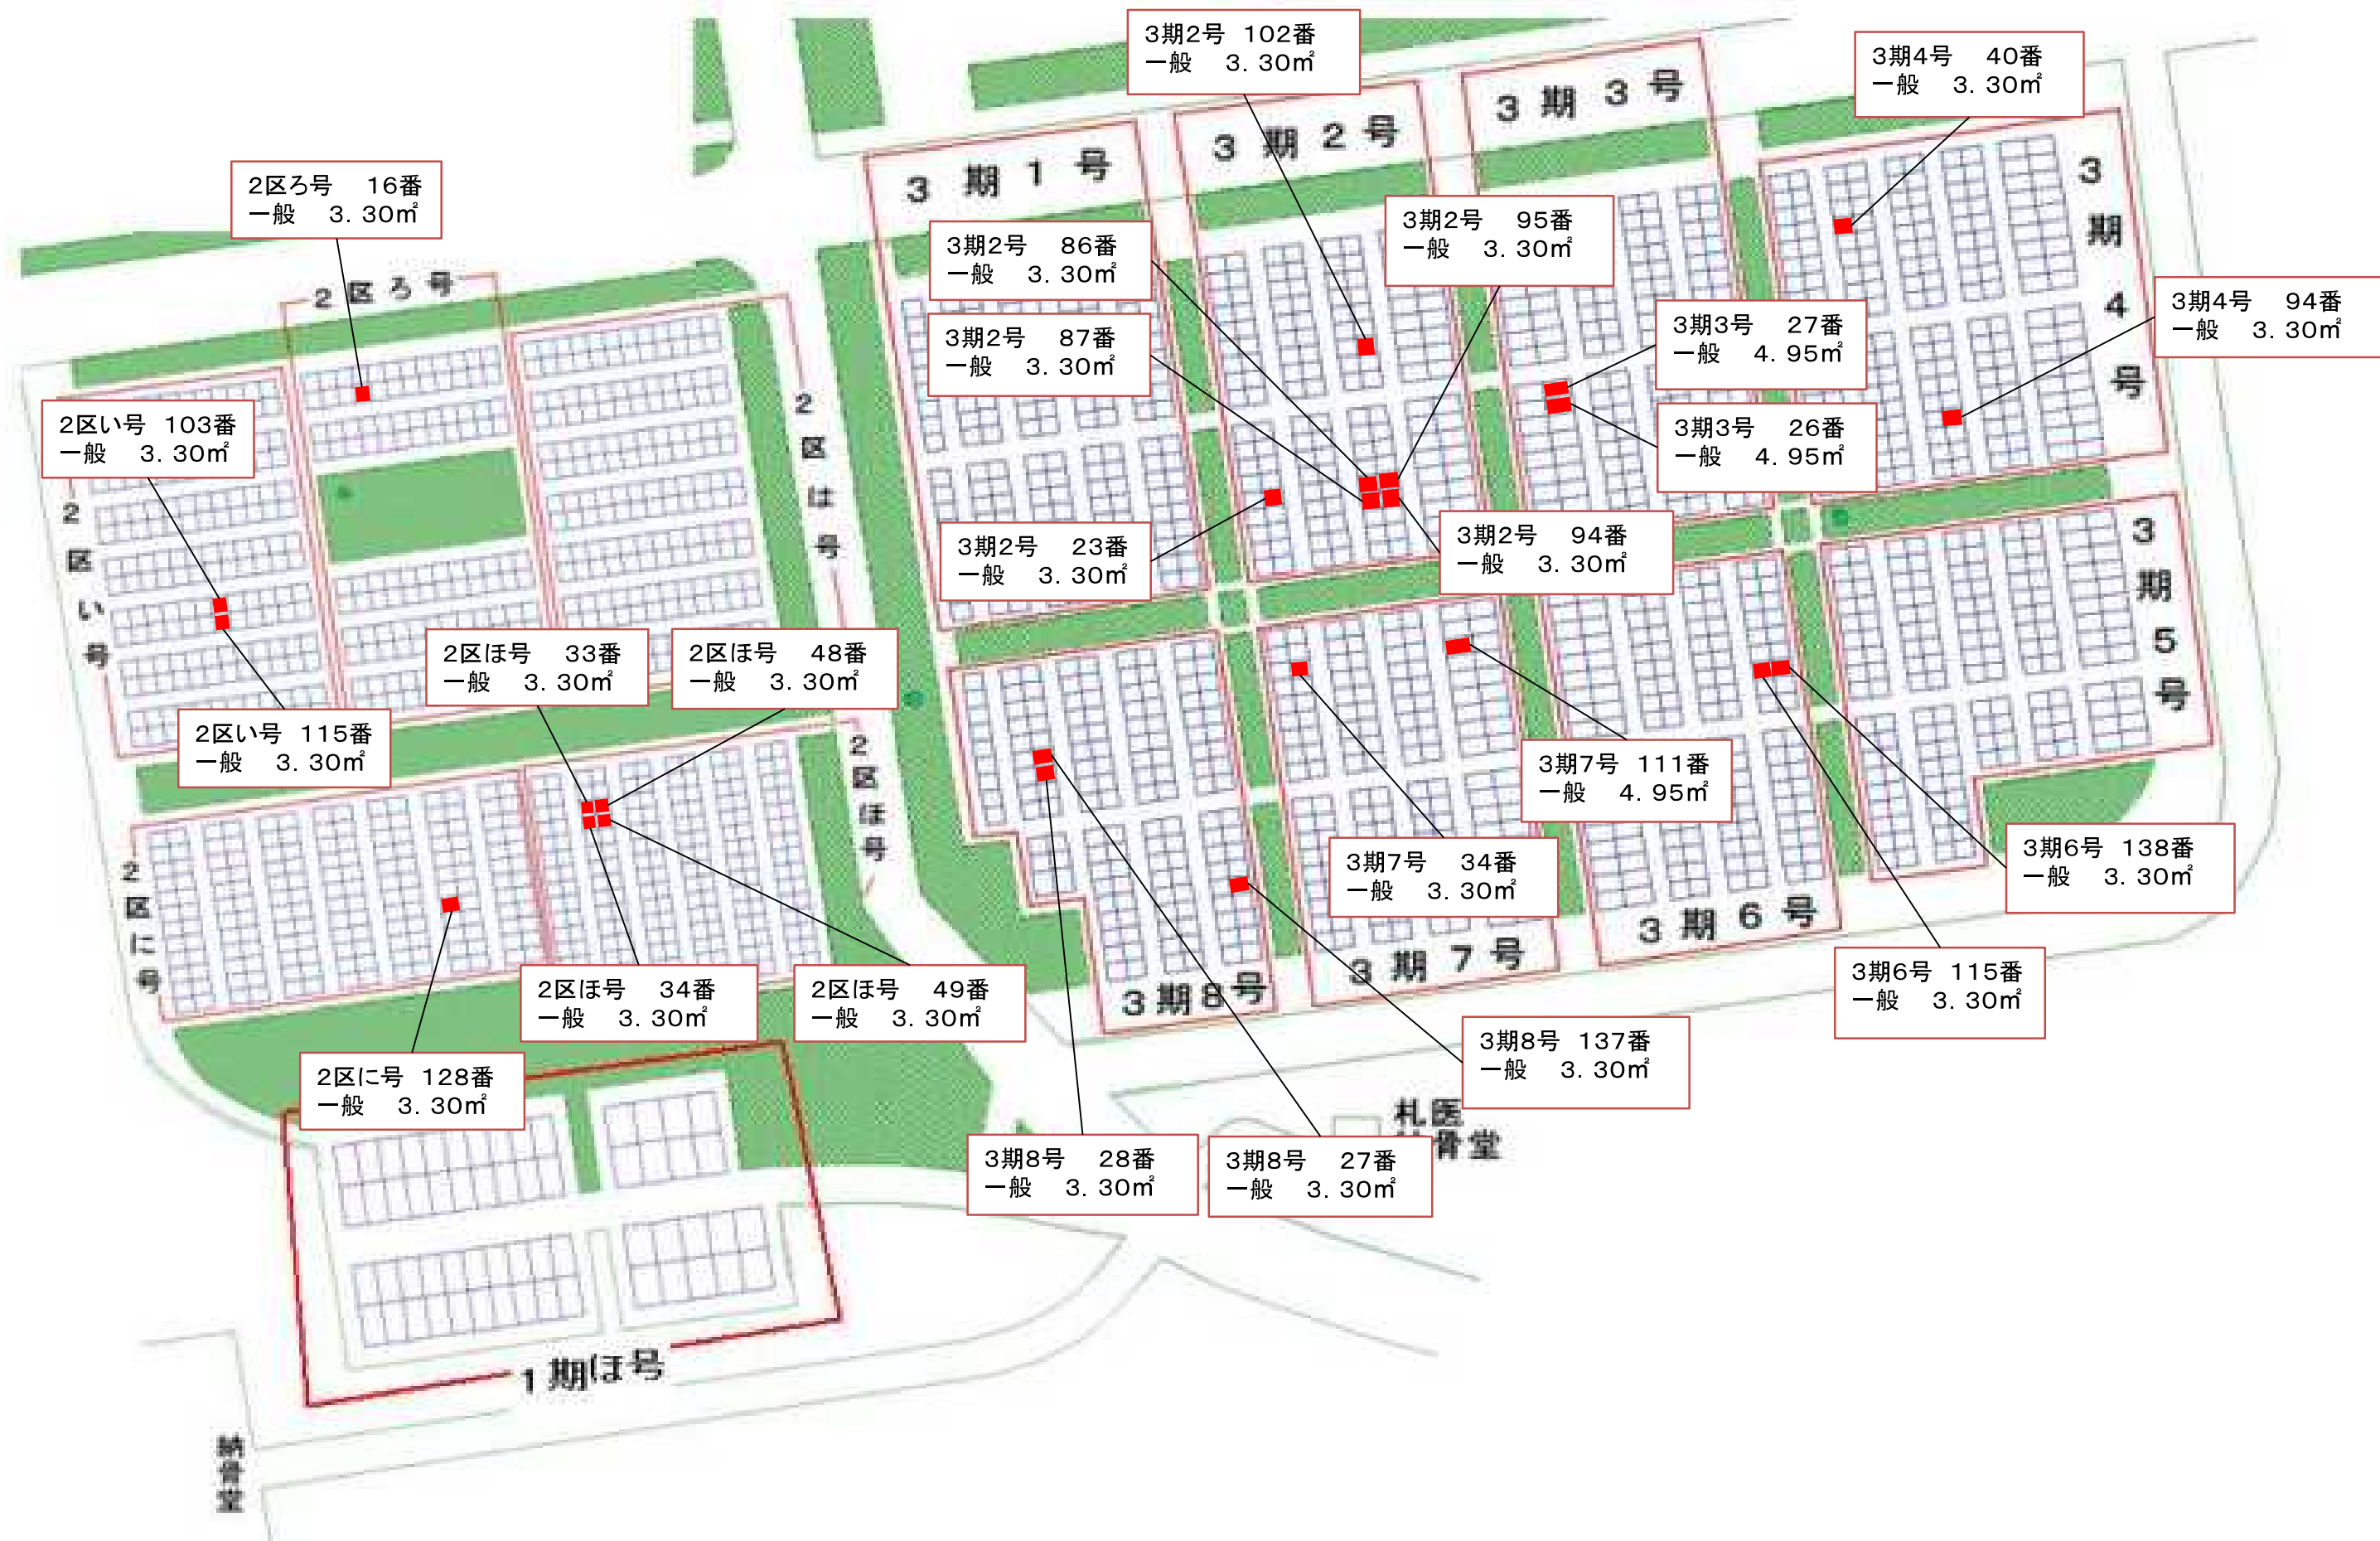 3期2号 102番
一般 3.30㎡
3期4号 40番
一般 3.30㎡
3期3号
3期2号
3期1号
3期4号
2区ろ号 16番
一般 3.30㎡
3期2号 95番
一般 3.30㎡
3期2号 86番
一般 3.30㎡
2区ろ号
3期4号 94番
一般 3.30㎡
3期3号 27番
一般 4.95㎡
3期2号 87番
一般 3.30㎡
2区は号
2区い号 103番
一般 3.30㎡
3期3号 26番
一般 4.95㎡
2区い号
3期2号 94番
一般 3.30㎡
3期2号 23番
一般 3.30㎡
3期5号
2区ほ号 33番
一般 3.30㎡
2区ほ号 48番
一般 3.30㎡
2区い号 115番
一般 3.30㎡
2区ほ号
3期7号 111番
一般 4.95㎡
3期7号 34番
一般 3.30㎡
3期6号 138番
一般 3.30㎡
2区に号
3期6号
3期7号
3期8号
3期6号 115番
一般 3.30㎡
2区ほ号 34番
一般 3.30㎡
2区ほ号 49番
一般 3.30㎡
3期8号 137番
一般 3.30㎡
2区に号 128番
一般 3.30㎡
札医
骨堂
3期8号 28番
一般 3.30㎡
3期8号 27番
一般 3.30㎡
1期ほ号
納骨堂